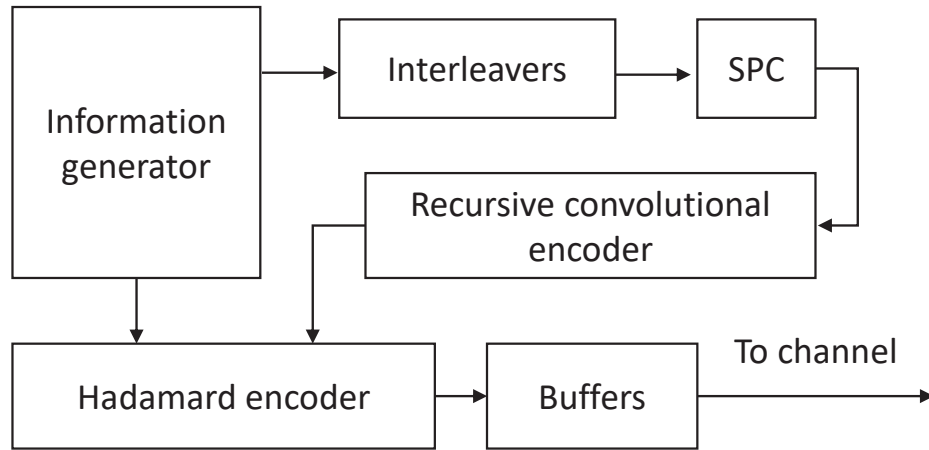 Information
generator
Interleavers
SPC
Recursive convolutional
encoder
Hadamard encoder
Buffers
To channel